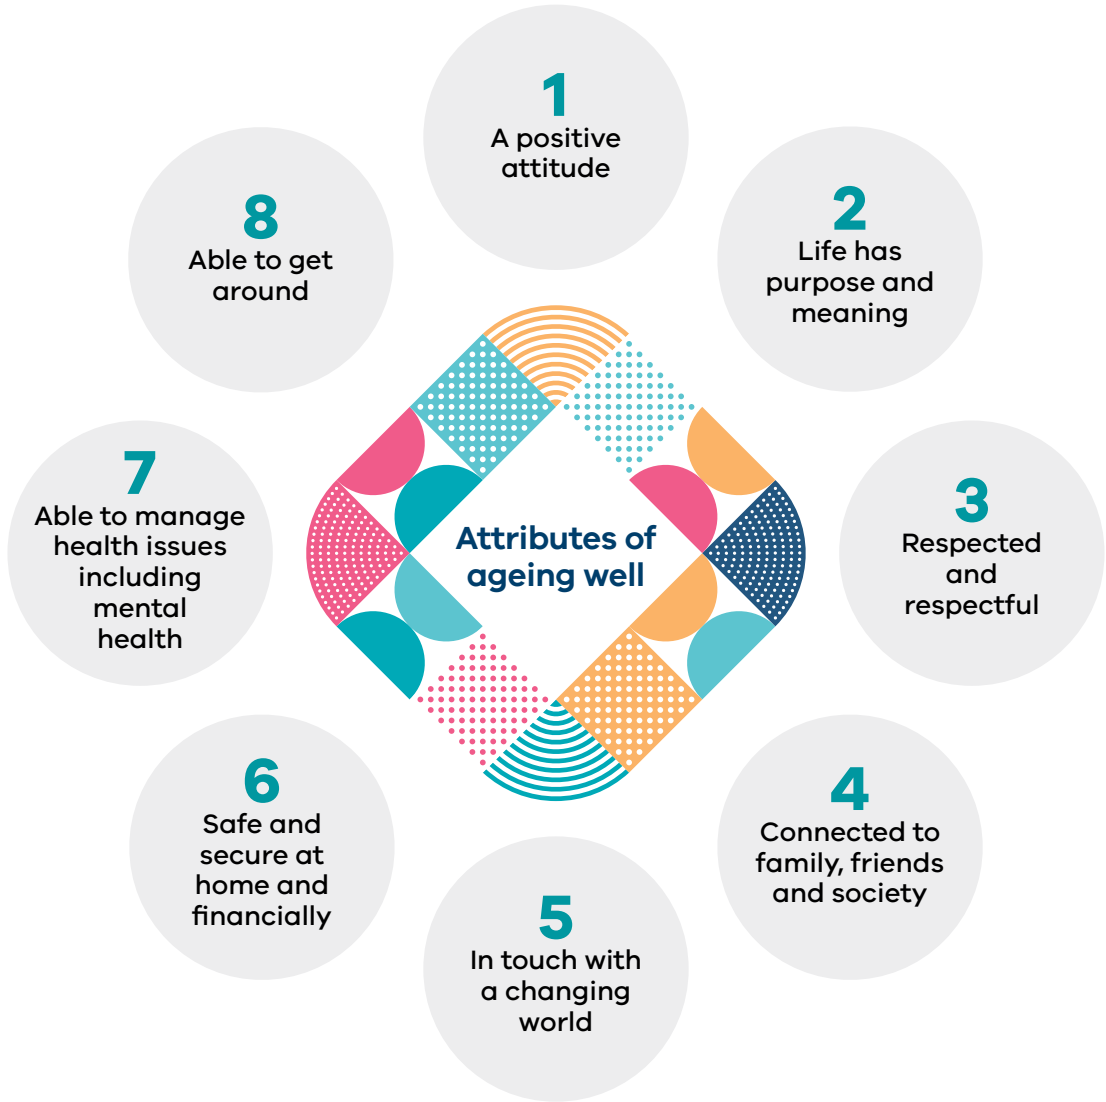 1
A positive
attitude
2
Life has
purpose and
meaning
3
Respected
and
respectful
4
Connected to
family, friends
and society
5
In touch with
a changing
world
6
Safe and
secure at
home and
financially
7
Able to manage
health issues
including
mental
health
8
Able to get
around
Attributes of
ageing well